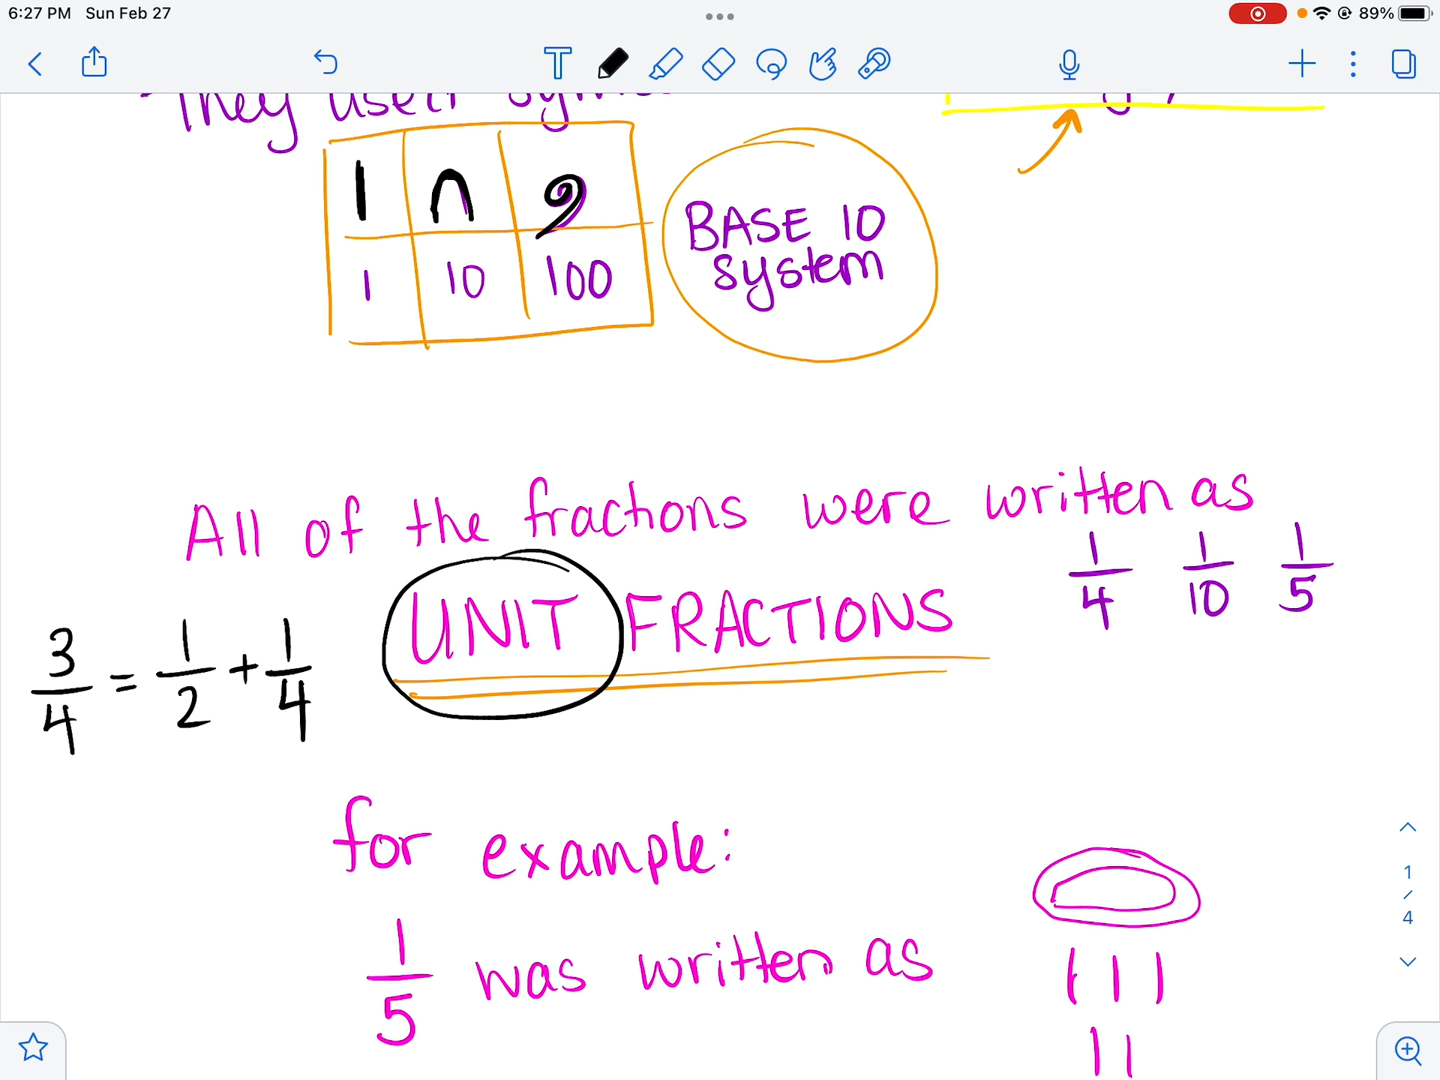 6:27 PM Sun Feb 27
89%
They used
1 10 100
BASE 10
system
All of the fractions were written as
1/4 1/10 1/5
UNIT FRACTIONS
3/4 = 1/2 + 1/4
for example:
1/5 was written as
1
/
4